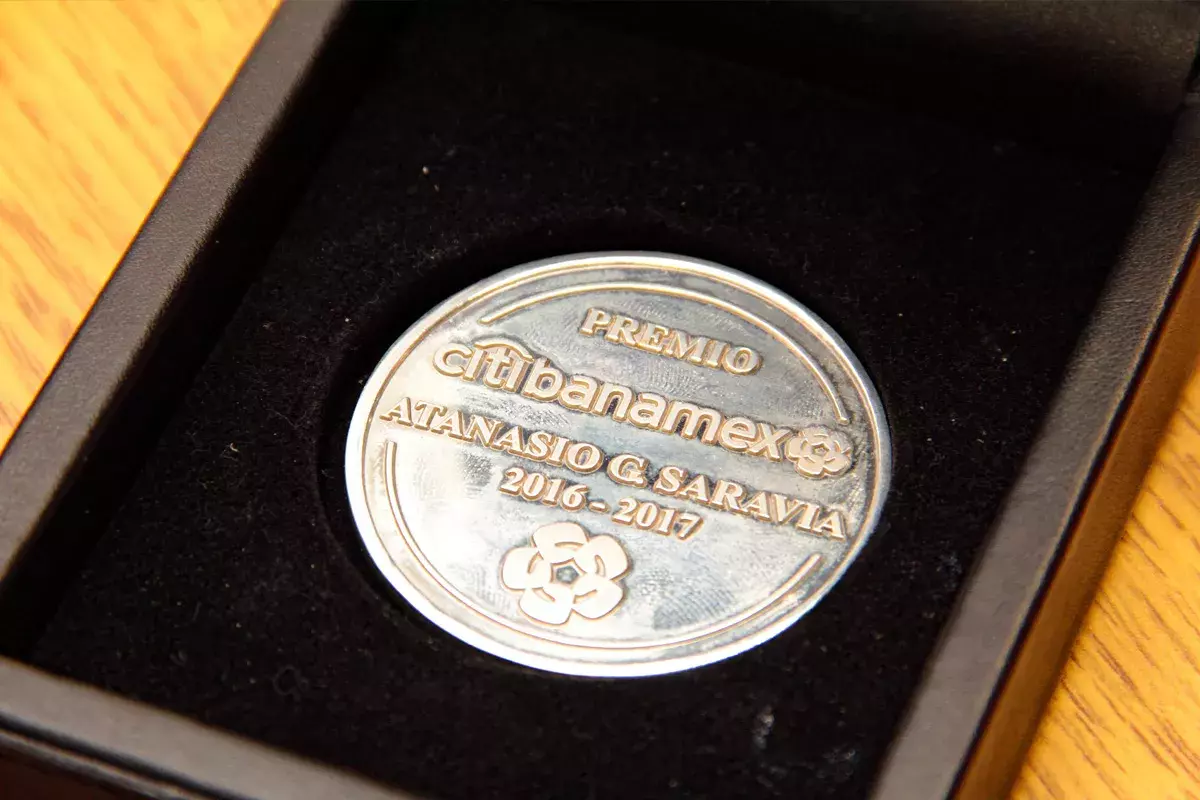 PREMIO
citibanamex
ATANASIO G. SARAVIA
2016 - 2017